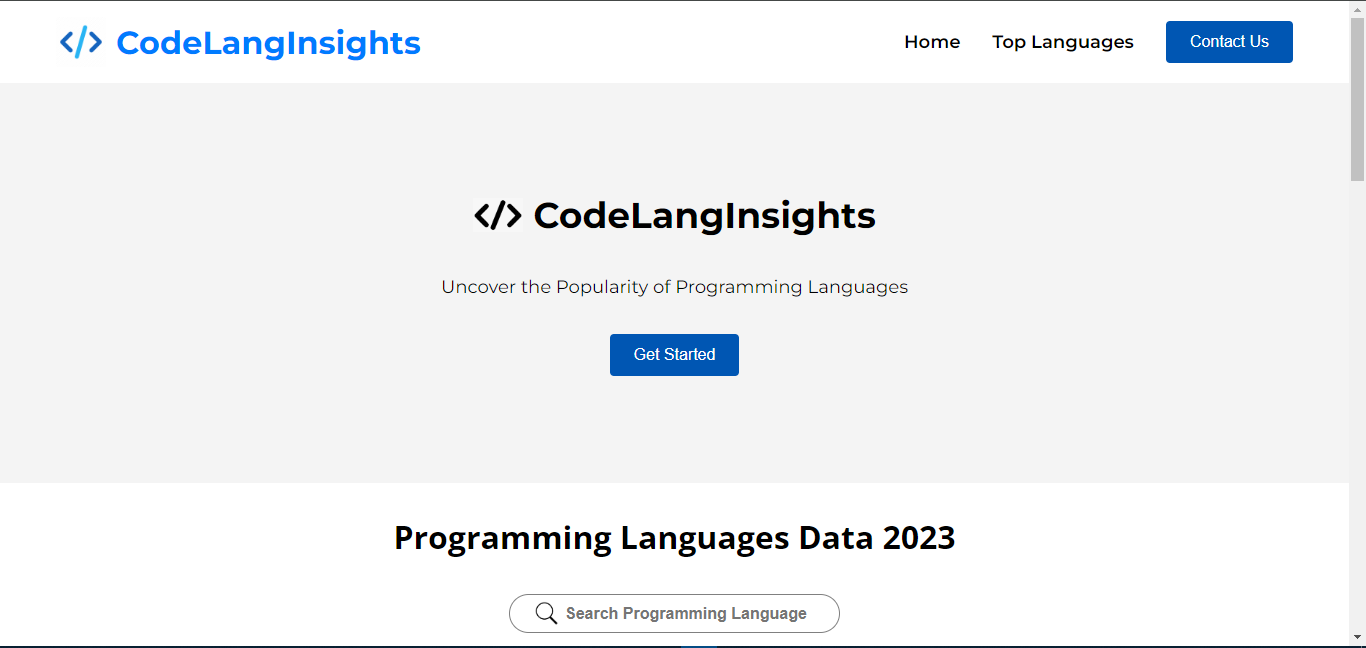 </> CodeLangInsights
Home
Top Languages
Contact Us
</> CodeLangInsights
Uncover the Popularity of Programming Languages
Get Started
Programming Languages Data 2023
Search Programming Language